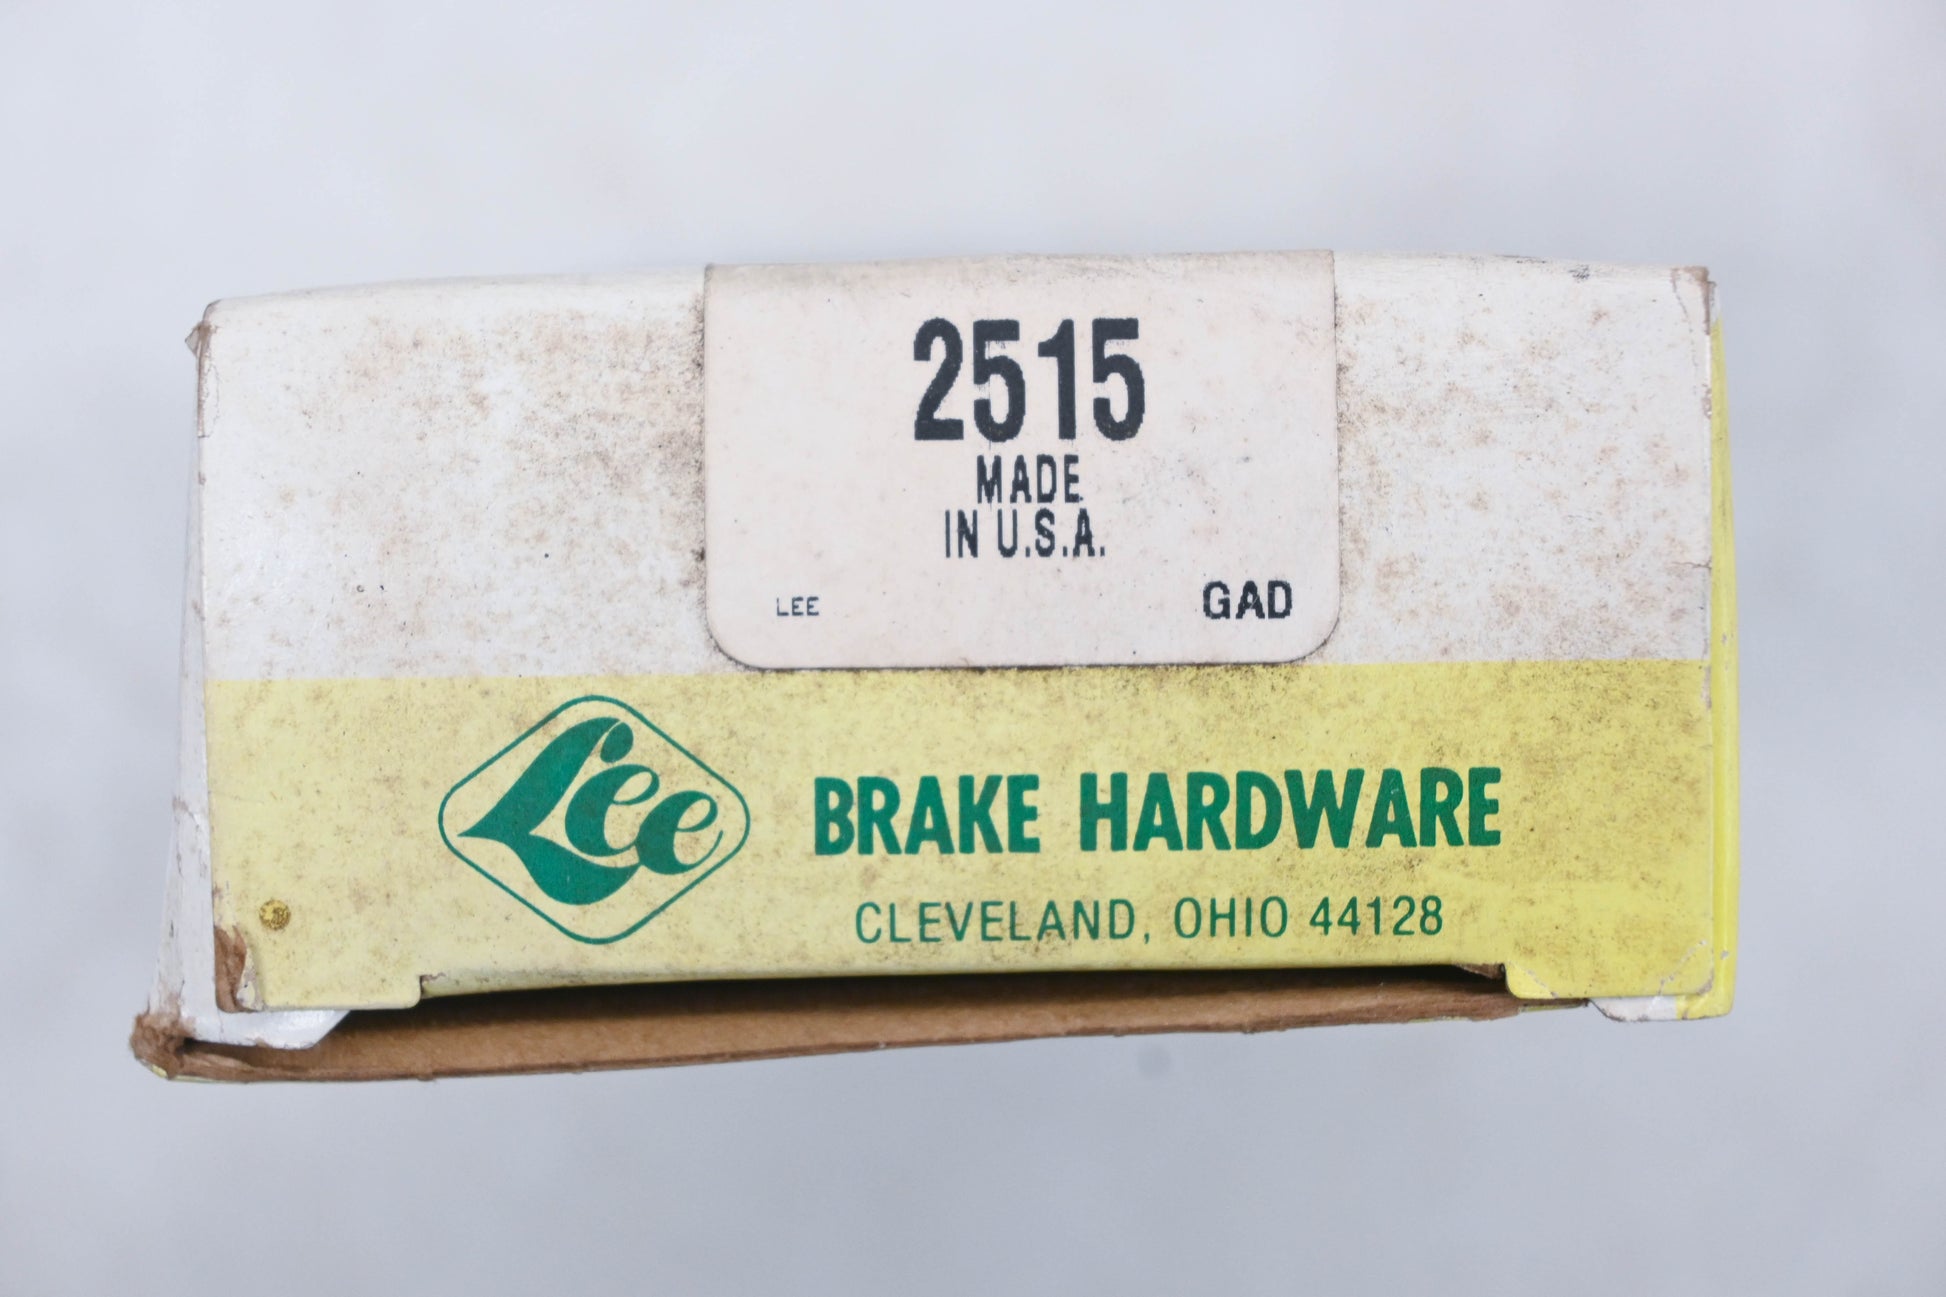 2515
MADE
IN U.S.A.
LEE GAD
Lee BRAKE HARDWARE
CLEVELAND, OHIO 44128